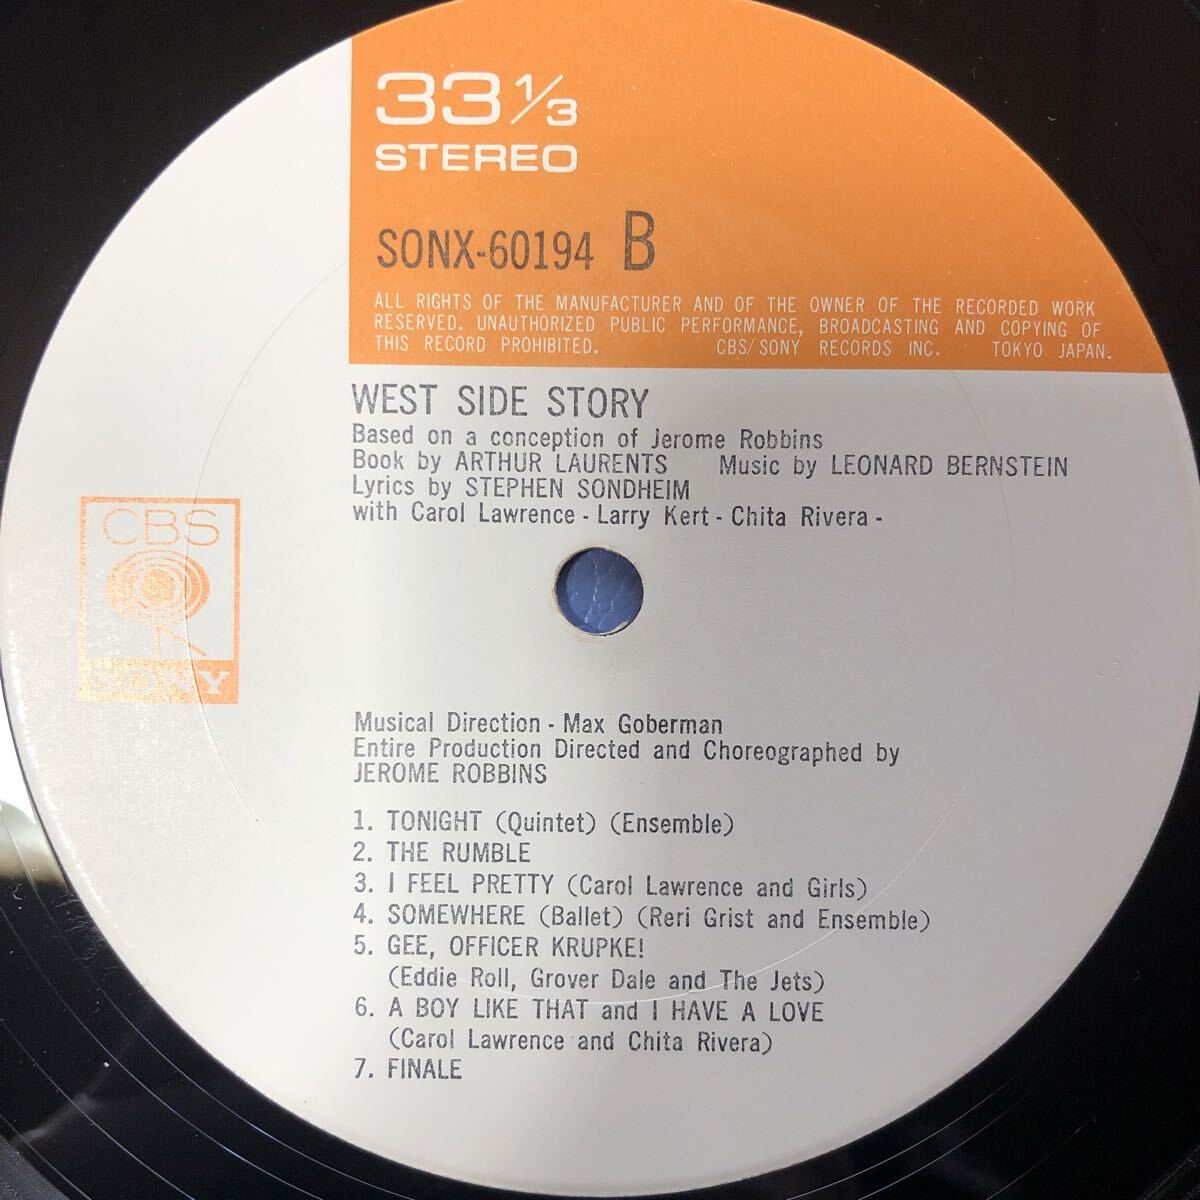 33 1/3
STEREO
SONX-60194 B
ALL RIGHTS OF THE MANUFACTURER AND OF THE OWNER OF THE RECORDED WORK
RESERVED. UNAUTHORIZED PUBLIC PERFORMANCE, BROADCASTING AND COPYING OF
THIS RECORD PROHIBITED. CBS/SONY RECORDS INC. TOKYO JAPAN.
WEST SIDE STORY
Based on a conception of Jerome Robbins
Book by ARTHUR LAURENTS Music by LEONARD BERNSTEIN
Lyrics by STEPHEN SONDHEIM
with Carol Lawrence - Larry Kert - Chita Rivera -
CBS
SONY
Musical Direction - Max Goberman
Entire Production Directed and Choreographed by
JEROME ROBBINS
1. TONIGHT (Quintet) (Ensemble)
2. THE RUMBLE
3. I FEEL PRETTY (Carol Lawrence and Girls)
4. SOMEWHERE (Ballet) (Reri Grist and Ensemble)
5. GEE, OFFICER KRUPKE!
(Eddie Roll, Grover Dale and The Jets)
6. A BOY LIKE THAT and I HAVE A LOVE
(Carol Lawrence and Chita Rivera)
7. FINALE